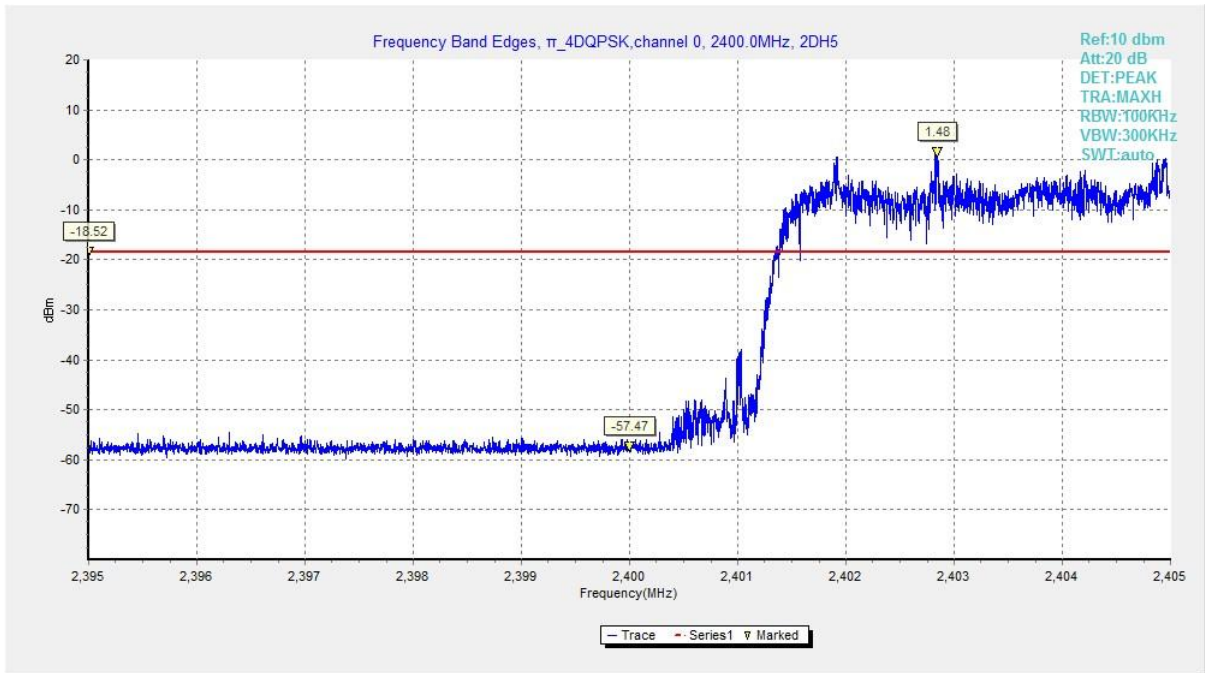 Frequency Band Edges, π_4DQPSK,channel 0, 2400.0MHz, 2DH5
Ref:10 dbm
Att:20 dB
DET:PEAK
TRA:MAXH
RBW:100KHz
VBW:300KHz
SWT:auto
20
10
0
-10
-20
-30
-40
-50
-60
-70
dBm
-18.52
-57.47
1.48
2,395
2,396
2,397
2,398
2,399
2,400
2,401
2,402
2,403
2,404
2,405
Frequency(MHz)
Trace
Series1
Marked